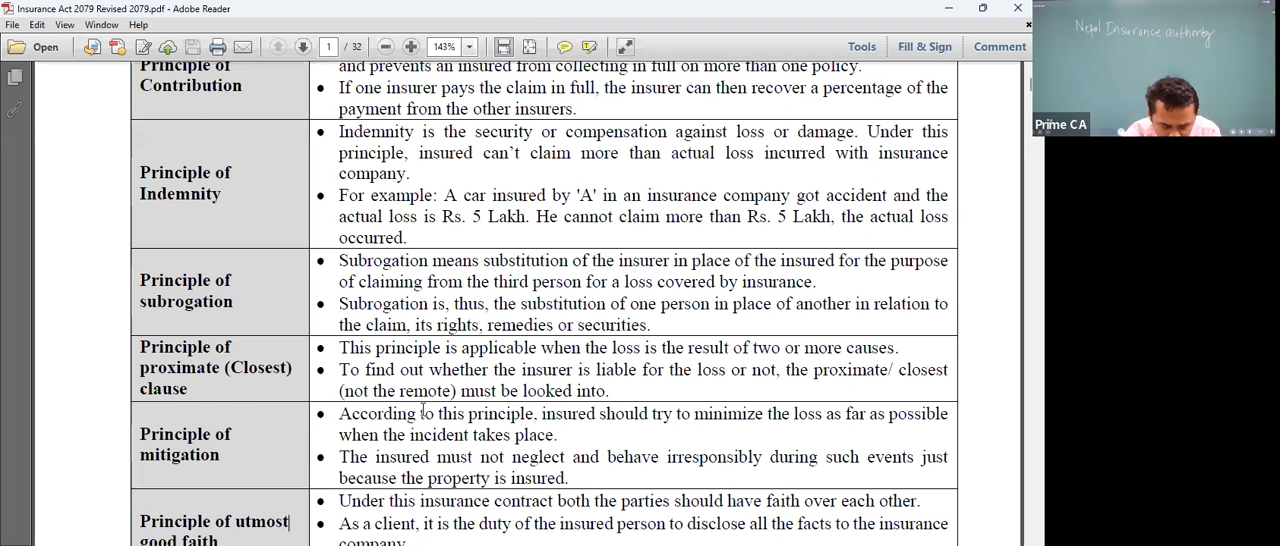 Insurance Act 2079 Revised 2079.pdf - Adobe Reader
File Edit View Window Help
Open 1 / 32 143% Tools Fill & Sign Comment
Nepal Insurance authority
Prime CA
Principle of
Contribution
and prevents an insured from collecting in full on more than one policy.
• If one insurer pays the claim in full, the insurer can then recover a percentage of the
payment from the other insurers.
Principle of
Indemnity
• Indemnity is the security or compensation against loss or damage. Under this
principle, insured can’t claim more than actual loss incurred with insurance
company.
• For example: A car insured by 'A' in an insurance company got accident and the
actual loss is Rs. 5 Lakh. He cannot claim more than Rs. 5 Lakh, the actual loss
occurred.
Principle of
subrogation
• Subrogation means substitution of the insurer in place of the insured for the purpose
of claiming from the third person for a loss covered by insurance.
• Subrogation is, thus, the substitution of one person in place of another in relation to
the claim, its rights, remedies or securities.
Principle of
proximate (Closest)
clause
• This principle is applicable when the loss is the result of two or more causes.
• To find out whether the insurer is liable for the loss or not, the proximate/ closest
(not the remote) must be looked into.
Principle of
mitigation
• According to this principle, insured should try to minimize the loss as far as possible
when the incident takes place.
• The insured must not neglect and behave irresponsibly during such events just
because the property is insured.
Principle of utmost
good faith
• Under this insurance contract both the parties should have faith over each other.
• As a client, it is the duty of the insured person to disclose all the facts to the insurance
company.